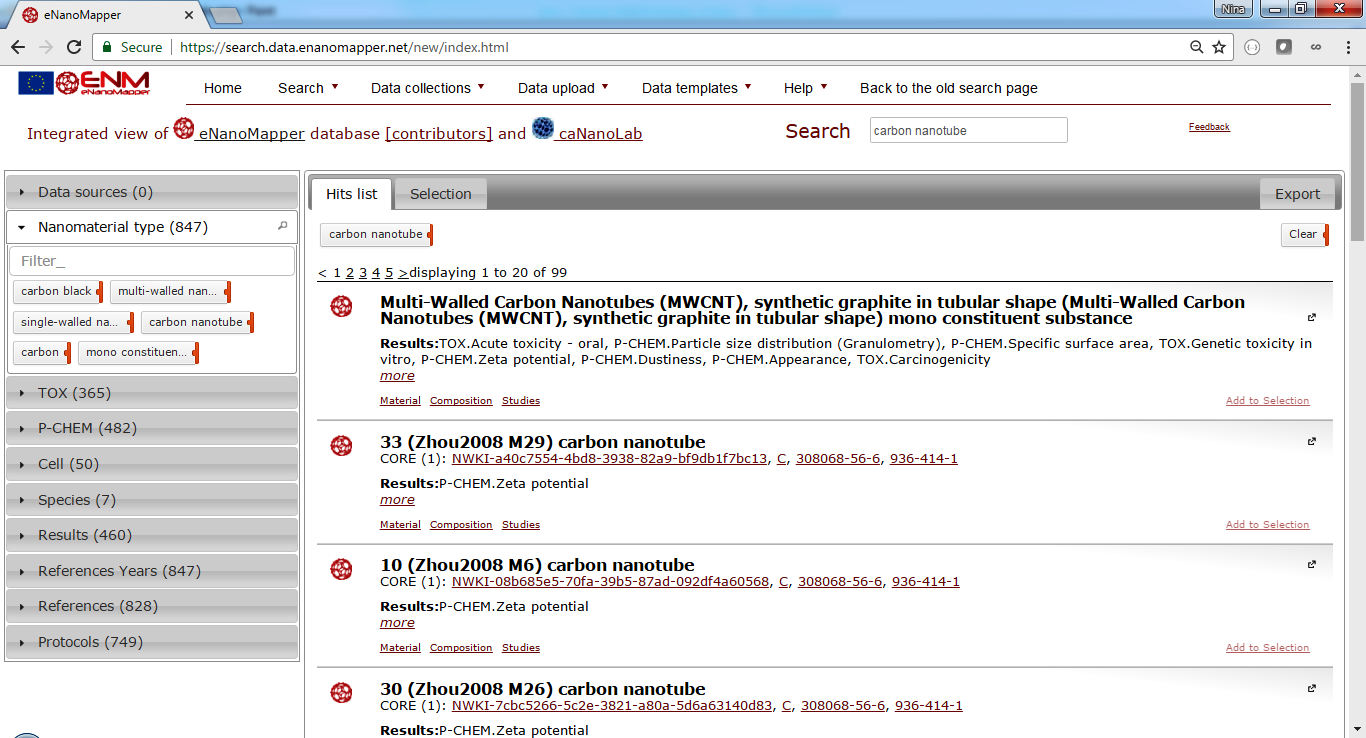 eNanoMapper
Nina
Secure
https://search.data.enanomapper.net/new/index.html
ENM
eNanoMapper
Home Search Data collections Data upload Data templates Help Back to the old search page
Integrated view of eNanoMapper database [contributors] and caNanoLab
Search carbon nanotube
Feedback
Data sources (0)
Nanomaterial type (847)
Filter_
carbon black multi-walled nan...
single-walled na... carbon nanotube
carbon mono constituen...
TOX (365)
P-CHEM (482)
Cell (50)
Species (7)
Results (460)
References Years (847)
References (828)
Protocols (749)
Hits list Selection Export
carbon nanotube Clear
< 1 2 3 4 5 >displaying 1 to 20 of 99
Multi-Walled Carbon Nanotubes (MWCNT), synthetic graphite in tubular shape (Multi-Walled Carbon
Nanotubes (MWCNT), synthetic graphite in tubular shape) mono constituent substance
Results:TOX.Acute toxicity - oral, P-CHEM.Particle size distribution (Granulometry), P-CHEM.Specific surface area, TOX.Genetic toxicity in
vitro, P-CHEM.Zeta potential, P-CHEM.Dustiness, P-CHEM.Appearance, TOX.Carcinogenicity
more
Material Composition Studies Add to Selection
33 (Zhou2008 M29) carbon nanotube
CORE (1): NWKI-a40c7554-4bd8-3938-82a9-bf9db1f7bc13, C, 308068-56-6, 936-414-1
Results:P-CHEM.Zeta potential
more
Material Composition Studies Add to Selection
10 (Zhou2008 M6) carbon nanotube
CORE (1): NWKI-08b685e5-70fa-39b5-87ad-092df4a60568, C, 308068-56-6, 936-414-1
Results:P-CHEM.Zeta potential
more
Material Composition Studies Add to Selection
30 (Zhou2008 M26) carbon nanotube
CORE (1): NWKI-7cbc5266-5c2e-3821-a80a-5d6a63140d83, C, 308068-56-6, 936-414-1
Results:P-CHEM.Zeta potential